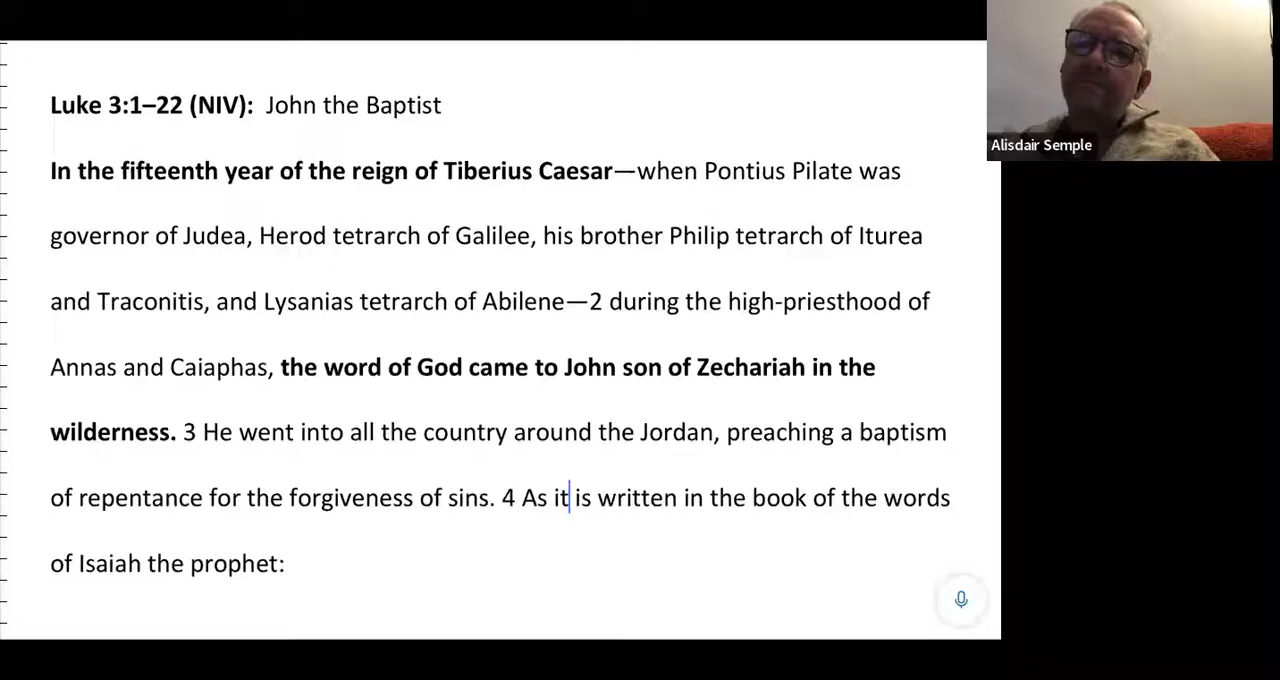 Luke 3:1–22 (NIV):  John the Baptist
In the fifteenth year of the reign of Tiberius Caesar—when Pontius Pilate was
governor of Judea, Herod tetrarch of Galilee, his brother Philip tetrarch of Iturea
and Traconitis, and Lysanias tetrarch of Abilene—2 during the high-priesthood of
Annas and Caiaphas, the word of God came to John son of Zechariah in the
wilderness. 3 He went into all the country around the Jordan, preaching a baptism
of repentance for the forgiveness of sins. 4 As it is written in the book of the words
of Isaiah the prophet:
Alisdair Semple